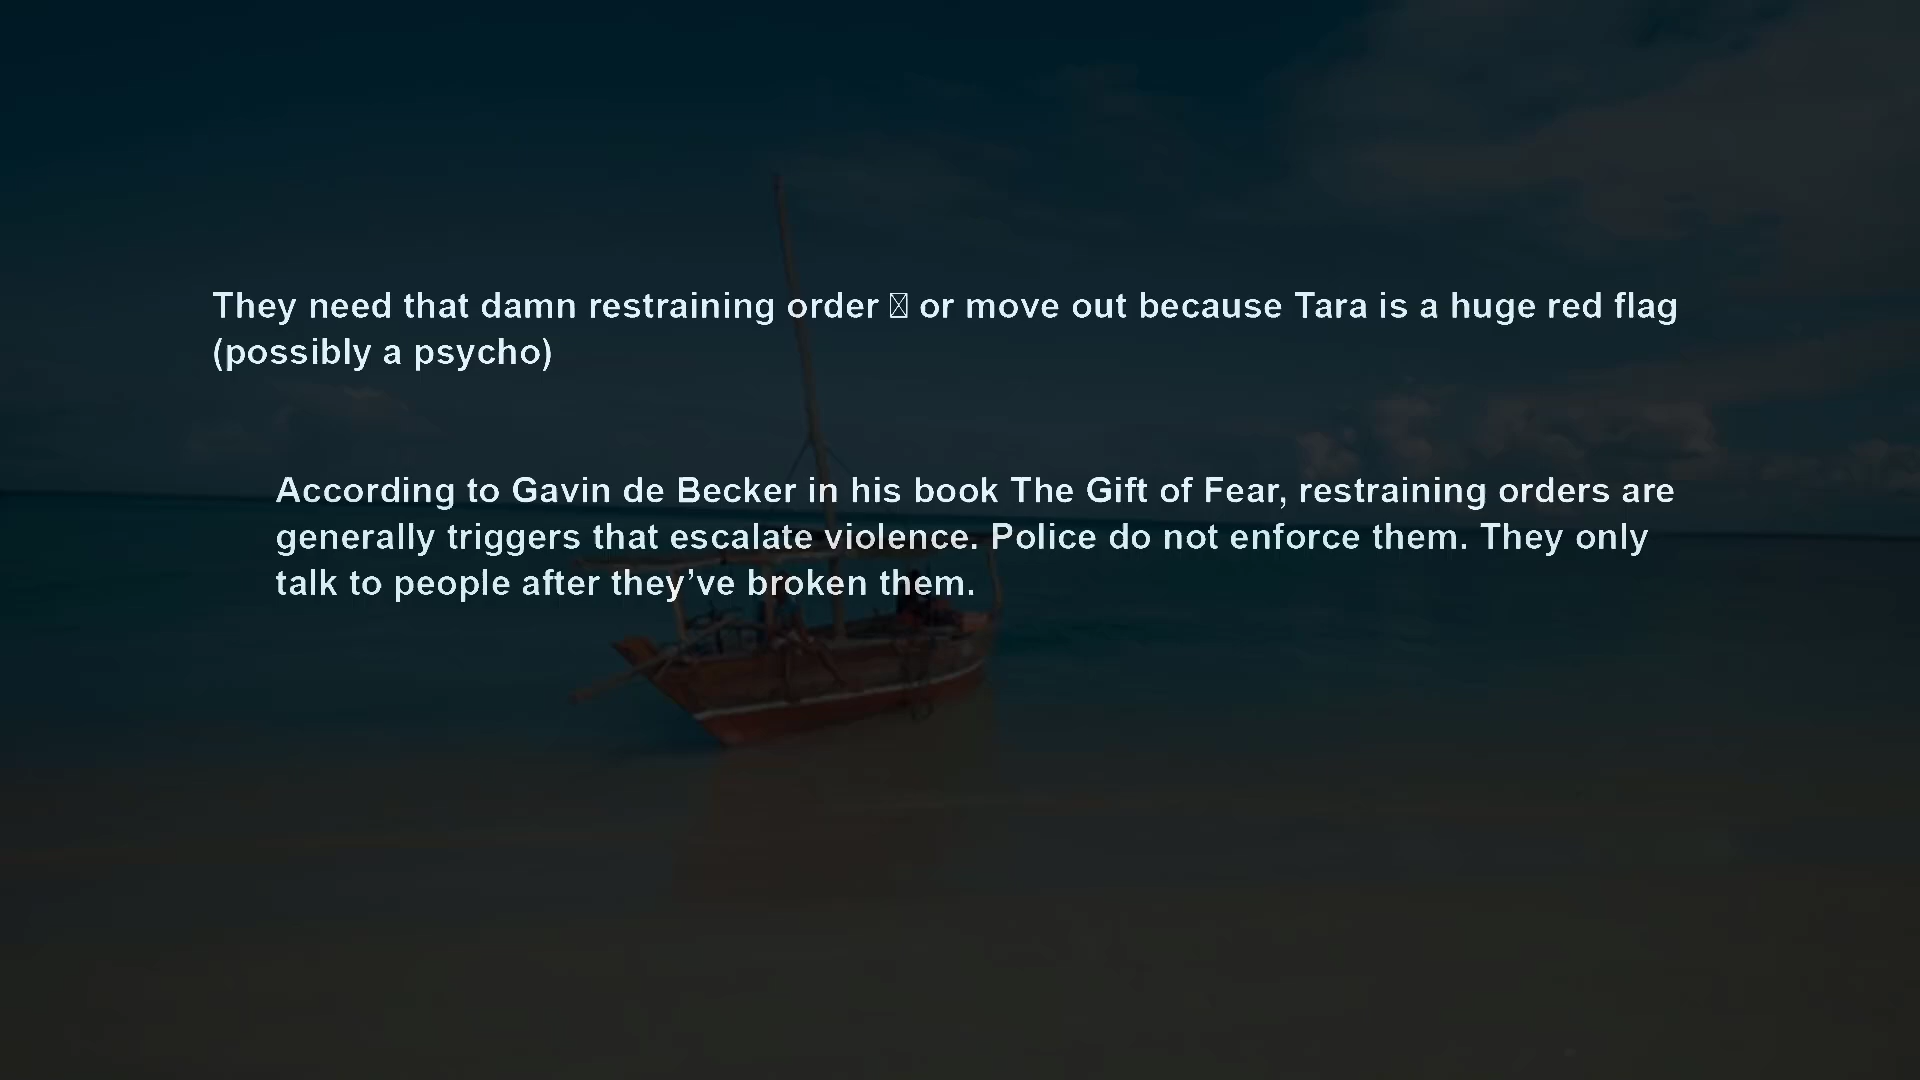 They need that damn restraining order or move out because Tara is a huge red flag
(possibly a psycho)
According to Gavin de Becker in his book The Gift of Fear, restraining orders are
generally triggers that escalate violence. Police do not enforce them. They only
talk to people after they’ve broken them.